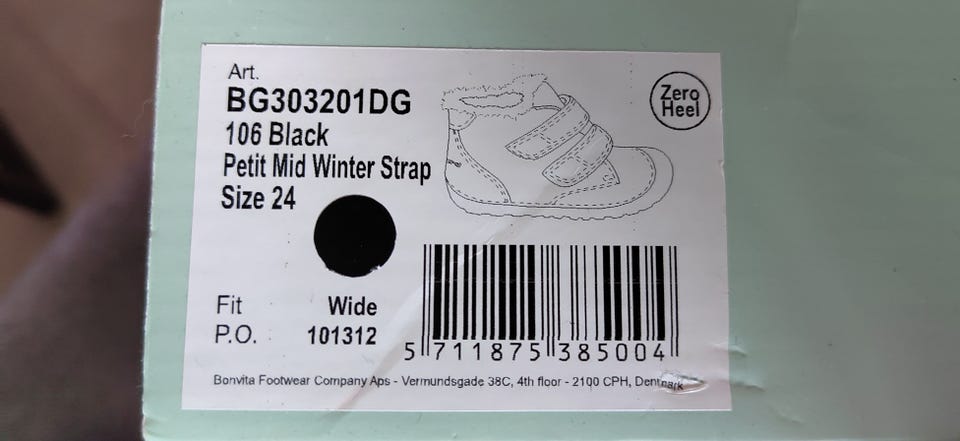 Art.
BG303201DG
106 Black
Petit Mid Winter Strap
Size 24
Zero
Heel
Fit Wide
P.O. 101312
5 711875 385004
Bonvita Footwear Company Aps - Vermundsgade 38C, 4th floor - 2100 CPH, Denmark